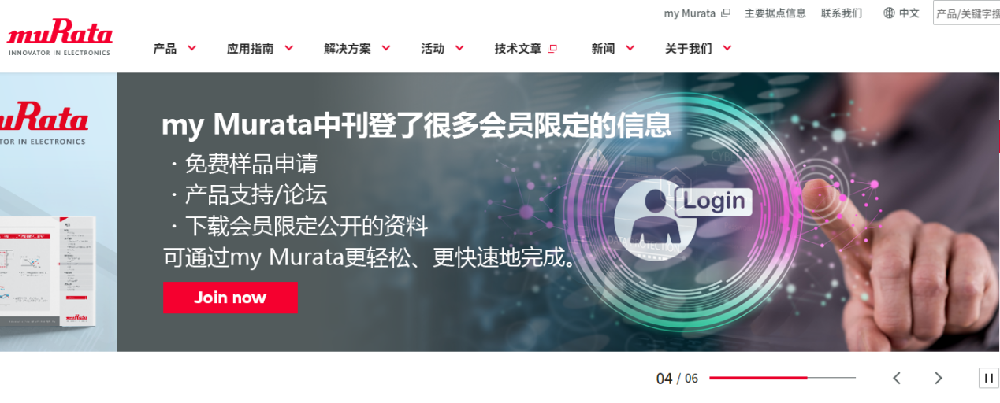 my Murata
主要据点信息
联系我们
中文
产品/关键字搜
muRata
INNOVATOR IN ELECTRONICS
产品
应用指南
解决方案
活动
技术文章
新闻
关于我们
uRata
TOR IN ELECTRONICS
my Murata中刊登了很多会员限定的信息
・免费样品申请
・产品支持/论坛
・下载会员限定公开的资料
可通过my Murata更轻松、更快速地完成。
Join now
CYBER
Login
DATA PROTECTION
muRata
04 / 06